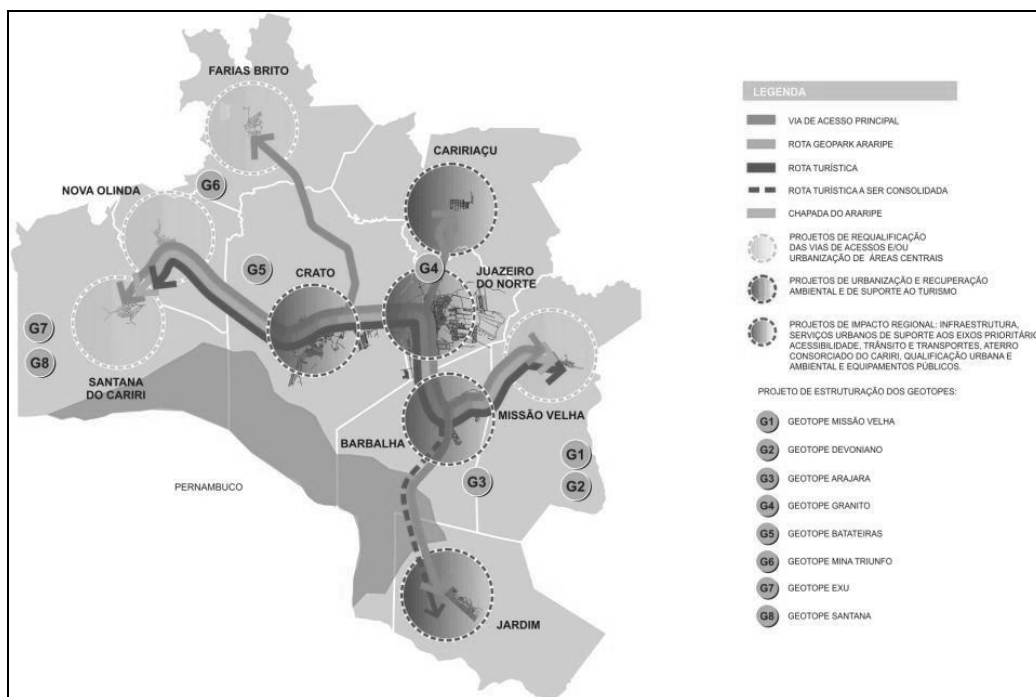 FARIAS BRITO
CARIRIAÇU
NOVA OLINDA
G6
G5
CRATO
G4
JUAZEIRO
DO NORTE
G7
G8
SANTANA
DO CARIRI
MISSÃO VELHA
BARBALHA
G1
G3
G2
PERNAMBUCO
JARDIM
LEGENDA
VIA DE ACESSO PRINCIPAL
ROTA GEOPARK ARARIPE
ROTA TURÍSTICA
ROTA TURÍSTICA A SER CONSOLIDADA
CHAPADA DO ARARIPE
PROJETOS DE REQUALIFICAÇÃO
DAS VIAS DE ACESSOS E/OU
URBANIZAÇÃO DE ÁREAS CENTRAIS
PROJETOS DE URBANIZAÇÃO E RECUPERAÇÃO
AMBIENTAL E DE SUPORTE AO TURISMO
PROJETOS DE IMPACTO REGIONAL: INFRAESTRUTURA,
SERVIÇOS URBANOS DE SUPORTE AOS EIXOS PRIORITÁRIO
ACESSIBILIDADE, TRÂNSITO E TRANSPORTES, ATERRO
CONSORCIADO DO CARIRI, QUALIFICAÇÃO URBANA E
AMBIENTAL E EQUIPAMENTOS PÚBLICOS.
PROJETO DE ESTRUTURAÇÃO DOS GEOTOPES:
G1 GEOTOPE MISSÃO VELHA
G2 GEOTOPE DEVONIANO
G3 GEOTOPE ARAJARA
G4 GEOTOPE GRANITO
G5 GEOTOPE BATATEIRAS
G6 GEOTOPE MINA TRIUNFO
G7 GEOTOPE EXU
G8 GEOTOPE SANTANA